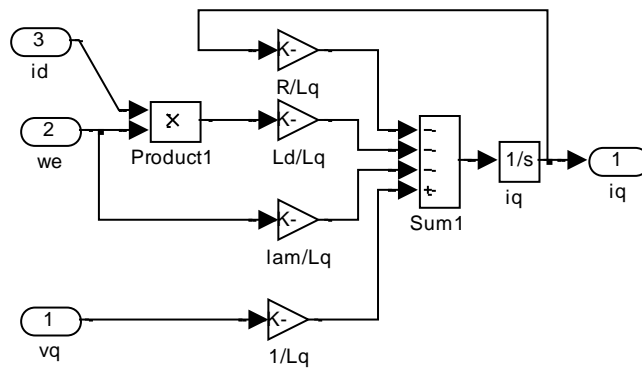 3
id
K-
R/Lq
2
we
×
Product1
K-
Ld/Lq
−
−
−
+
Sum1
1/s
iq
1
iq
K-
lam/Lq
1
vq
K-
1/Lq